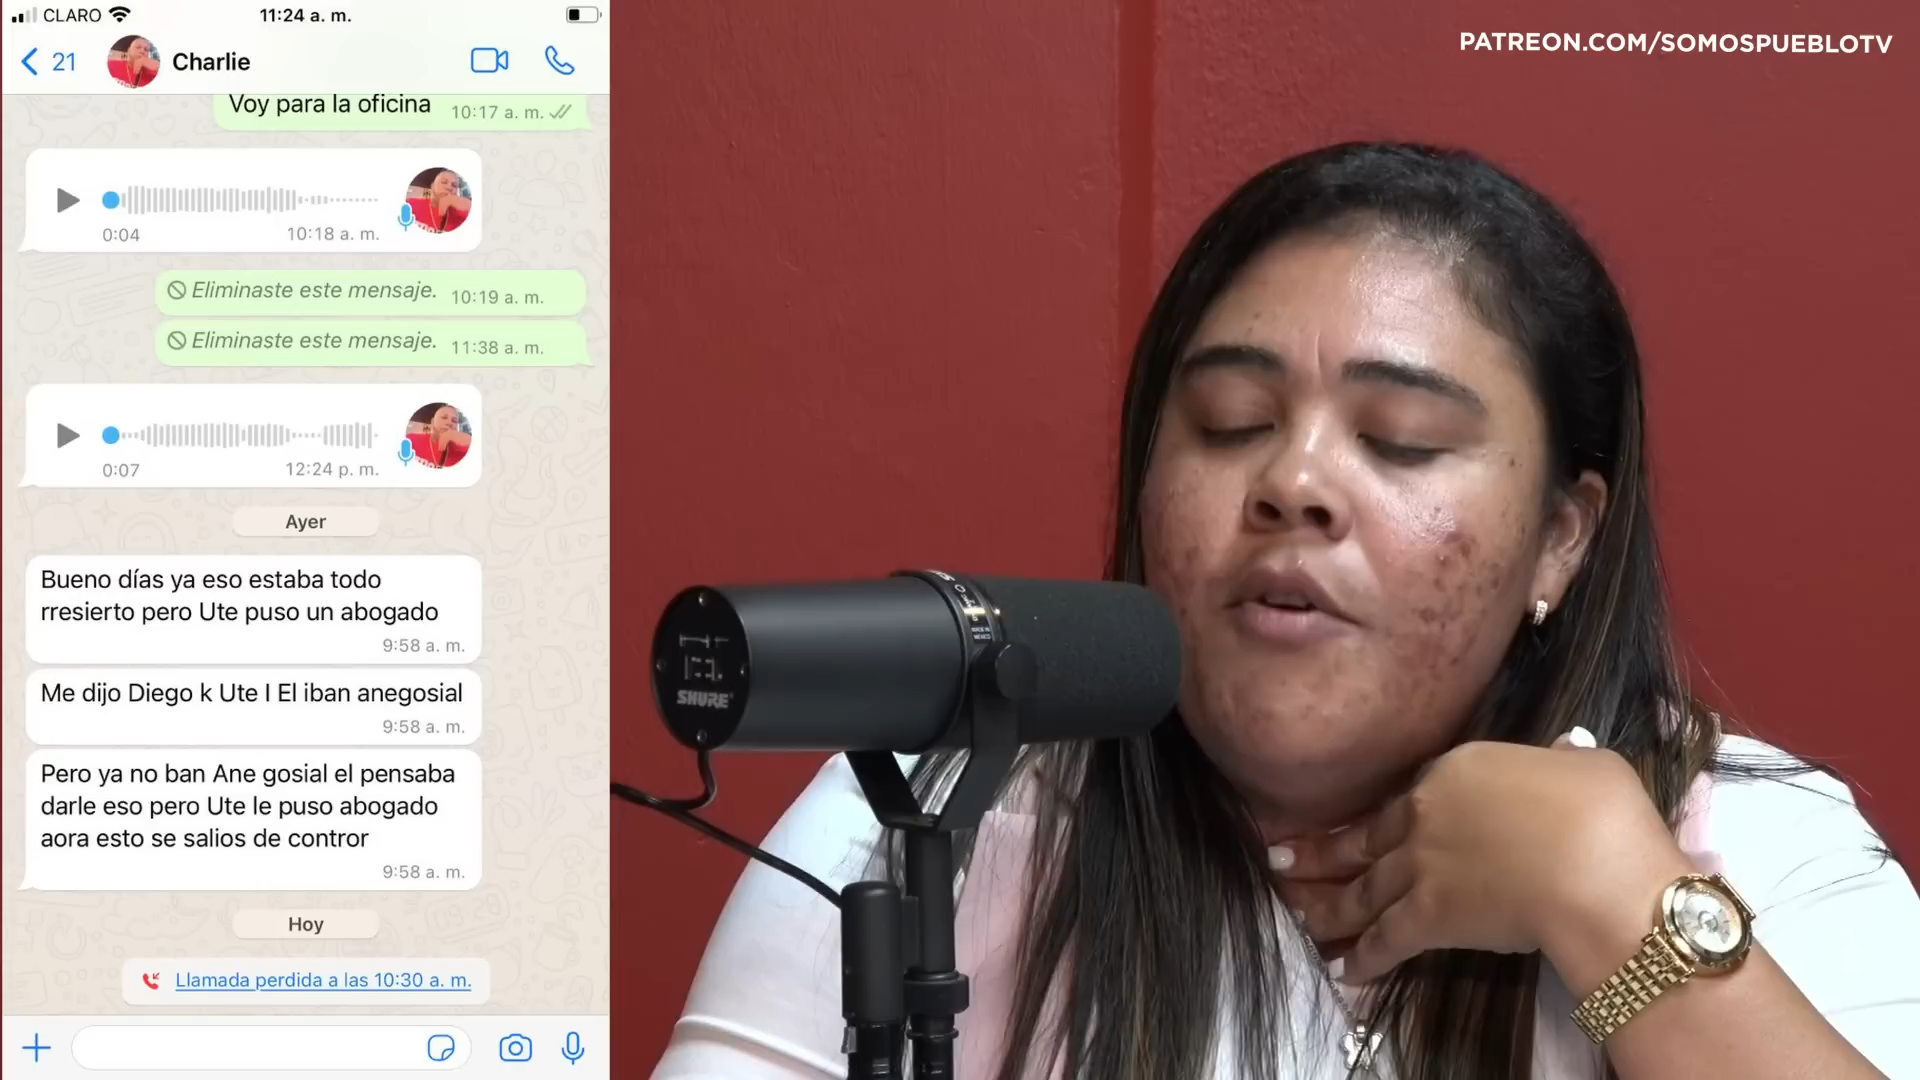 CLARO
11:24 a. m.
21
Charlie
PATREON.COM/SOMOSPUEBLOTV
Voy para la oficina
10:17 a. m.
0:04
10:18 a. m.
Eliminaste este mensaje.
10:19 a. m.
Eliminaste este mensaje.
11:38 a. m.
0:07
12:24 p. m.
Ayer
Bueno días ya eso estaba todo
rresierto pero Ute puso un abogado
9:58 a. m.
Me dijo Diego k Ute I El iban anegosial
9:58 a. m.
Pero ya no ban Ane gosial el pensaba
darle eso pero Ute le puso abogado
aora esto se salios de contror
9:58 a. m.
Hoy
Llamada perdida a las 10:30 a. m.
SHURE